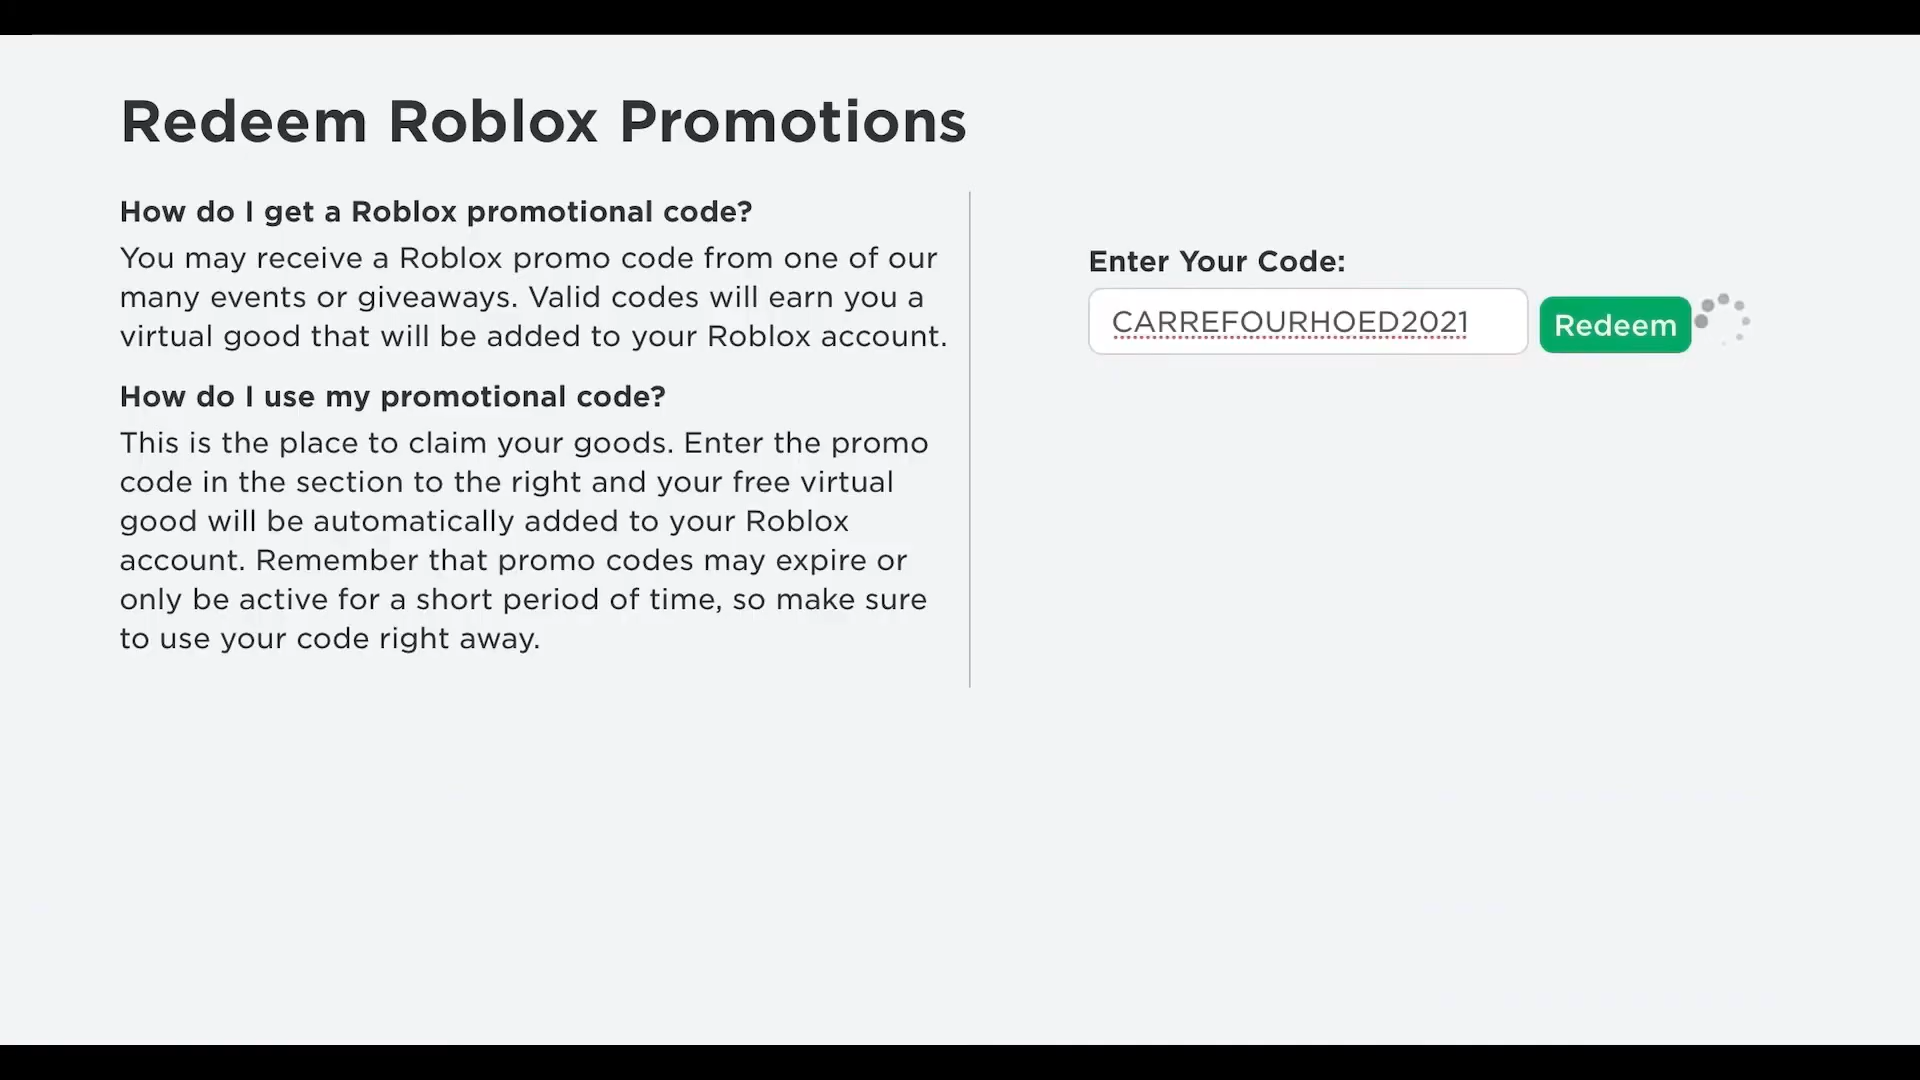 Redeem Roblox Promotions
How do I get a Roblox promotional code?
You may receive a Roblox promo code from one of our
many events or giveaways. Valid codes will earn you a
virtual good that will be added to your Roblox account.
How do I use my promotional code?
This is the place to claim your goods. Enter the promo
code in the section to the right and your free virtual
good will be automatically added to your Roblox
account. Remember that promo codes may expire or
only be active for a short period of time, so make sure
to use your code right away.
Enter Your Code:
CARREFOURHOED2021
Redeem